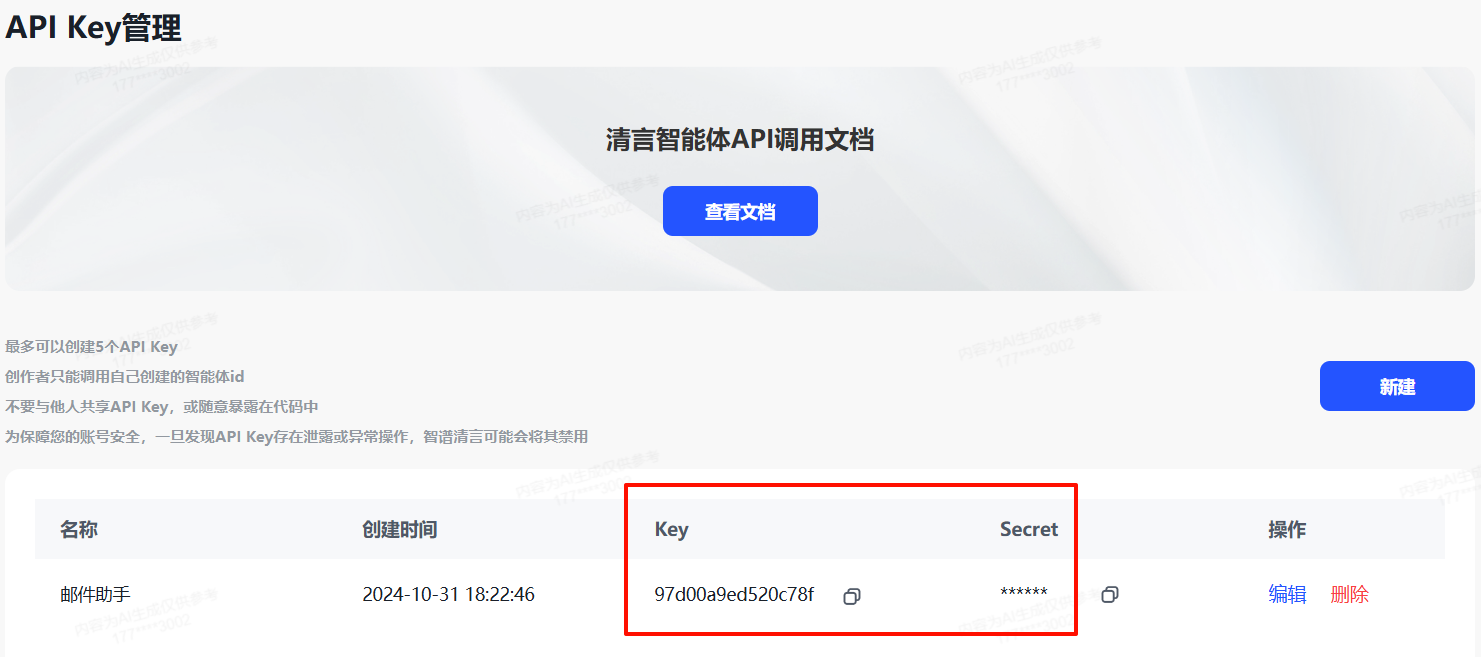 API Key管理
清言智能体API调用文档
查看文档
最多可以创建5个API Key
创作者只能调用自己创建的智能体id
不要与他人共享API Key，或随意暴露在代码中
为保障您的账号安全，一旦发现API Key存在泄露或异常操作，智谱清言可能会将其禁用
新建
名称 创建时间 Key Secret 操作
邮件助手 2024-10-31 18:22:46 97d00a9ed520c78f ****** 编辑 删除
内容为AI生成仅供参考
177****3002